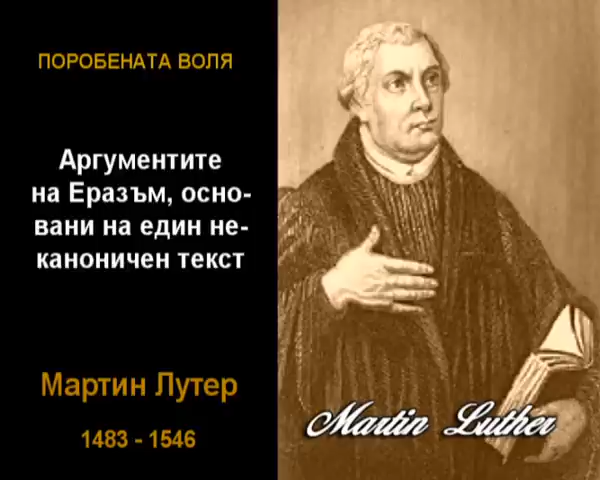 ПОРОБЕНАТА ВОЛЯ
Аргументите
на Еразъм, осно-
вани на един не-
каноничен текст
Мартин Лутер
1483 - 1546
Martin Luther